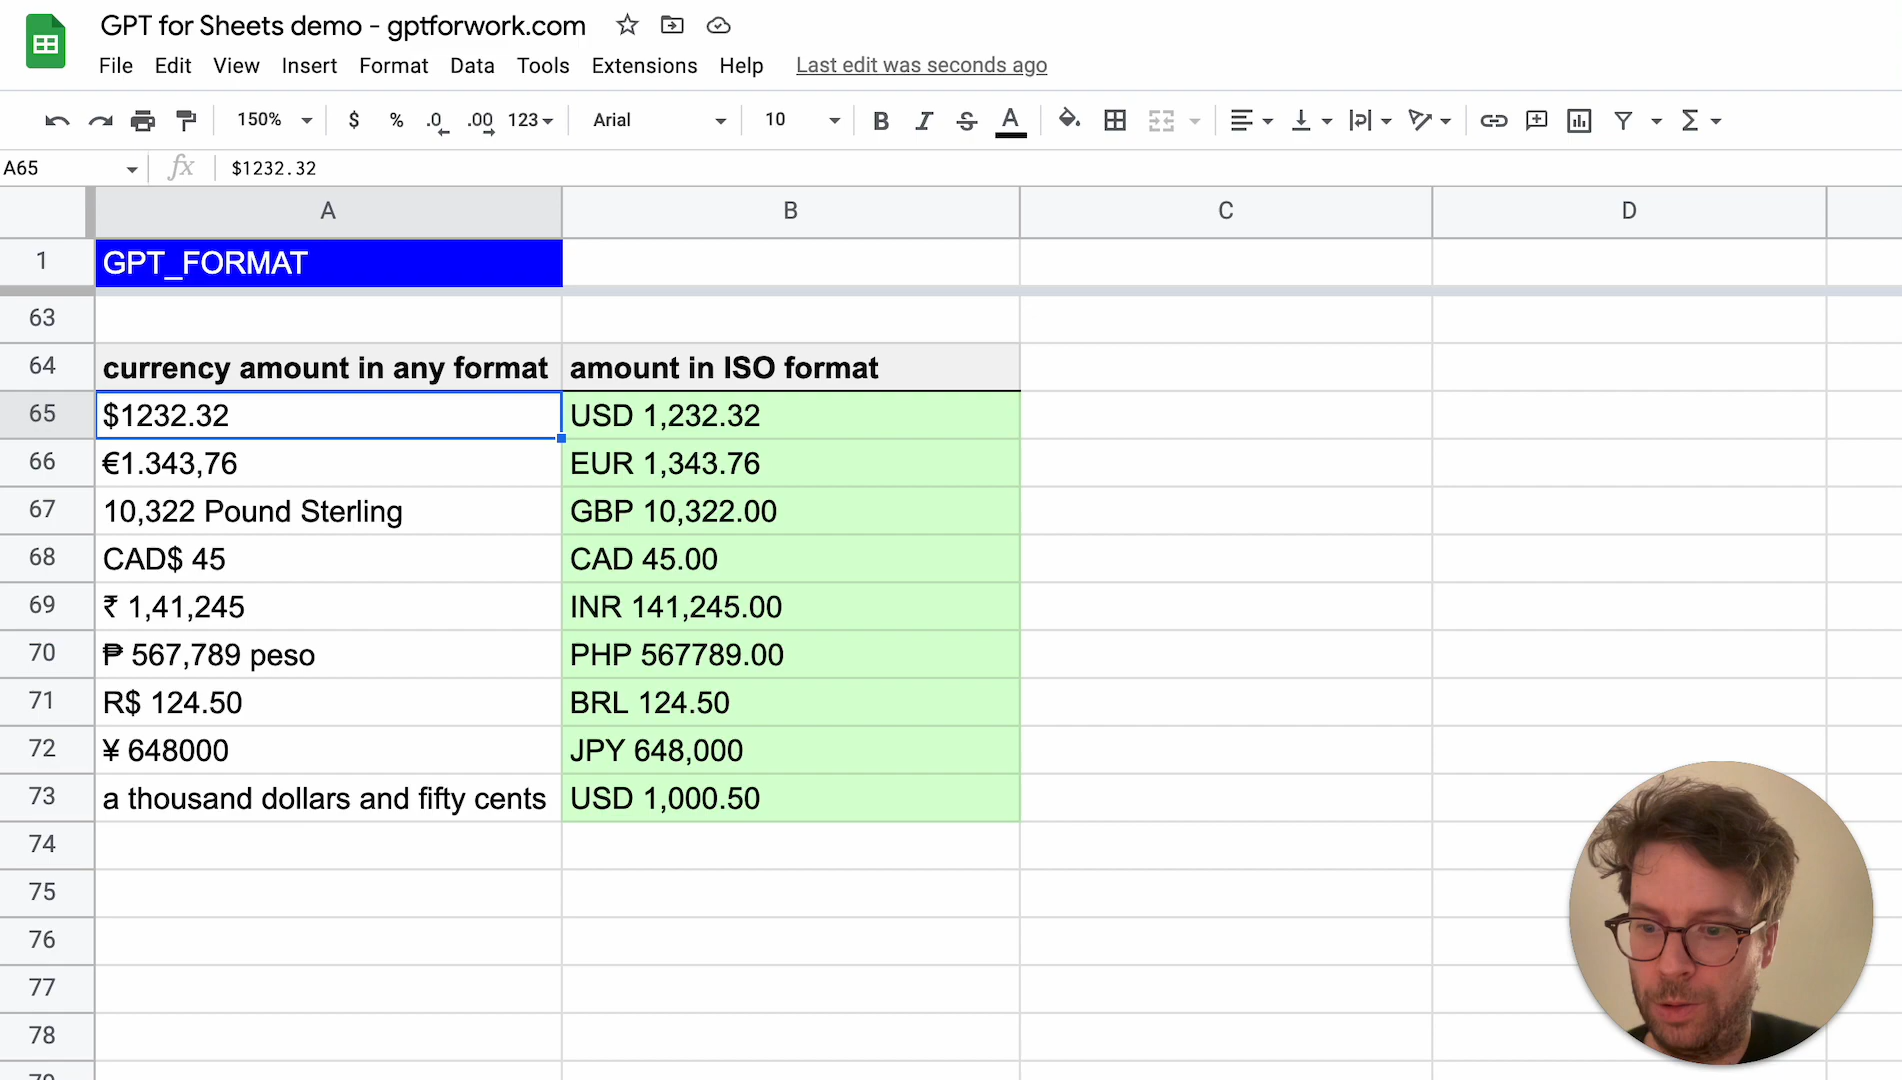 GPT for Sheets demo - gptforwork.com
File Edit View Insert Format Data Tools Extensions Help Last edit was seconds ago
150% $ % .0 .00 123 Arial 10 B I S A
A65 fx $1232.32
A B C D
1 GPT_FORMAT
63
64 currency amount in any format amount in ISO format
65 $1232.32 USD 1,232.32
66 €1.343,76 EUR 1,343.76
67 10,322 Pound Sterling GBP 10,322.00
68 CAD$ 45 CAD 45.00
69 ₹ 1,41,245 INR 141,245.00
70 ₱ 567,789 peso PHP 567789.00
71 R$ 124.50 BRL 124.50
72 ¥ 648000 JPY 648,000
73 a thousand dollars and fifty cents USD 1,000.50
74
75
76
77
78